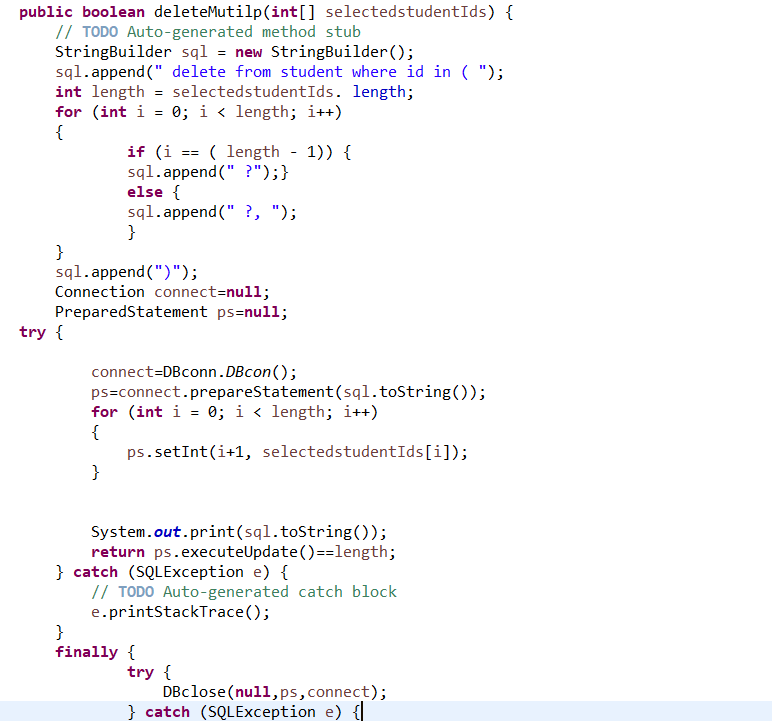 public boolean deleteMutilp(int[] selectedstudentIds) {
// TODO Auto-generated method stub
StringBuilder sql = new StringBuilder();
sql.append(" delete from student where id in ( ");
int length = selectedstudentIds. length;
for (int i = 0; i < length; i++)
{
if (i == ( length - 1)) {
sql.append(" ?");}
else {
sql.append(" ?, ");
}
}
sql.append(")");
Connection connect=null;
PreparedStatement ps=null;
try {
connect=DBconn.DBcon();
ps=connect.prepareStatement(sql.toString());
for (int i = 0; i < length; i++)
{
ps.setInt(i+1, selectedstudentIds[i]);
}
System.out.print(sql.toString());
return ps.executeUpdate()==length;
} catch (SQLException e) {
// TODO Auto-generated catch block
e.printStackTrace();
}
finally {
try {
DBclose(null,ps,connect);
} catch (SQLException e) {